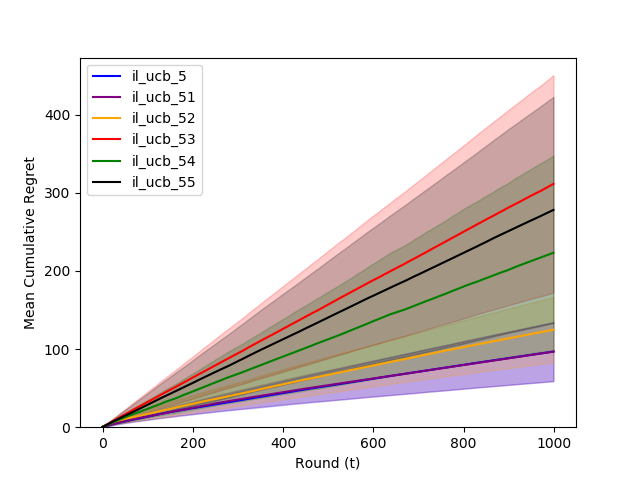 il_ucb_5
il_ucb_51
il_ucb_52
il_ucb_53
il_ucb_54
il_ucb_55
Mean Cumulative Regret
400
300
200
100
0
0 200 400 600 800 1000
Round (t)